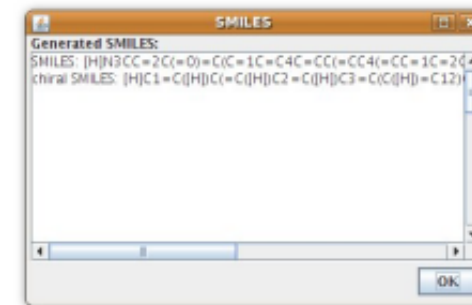 SMILES
Generated SMILES:
SMILES: [H]N3CC=2C(=O)=C(C=1C=C4C=CC(=CC4(=CC=1C=2C
chiral SMILES: [H]C1=C([H])C(=C([H])C2=C([H])C3=C(C([H])=C12)
OK